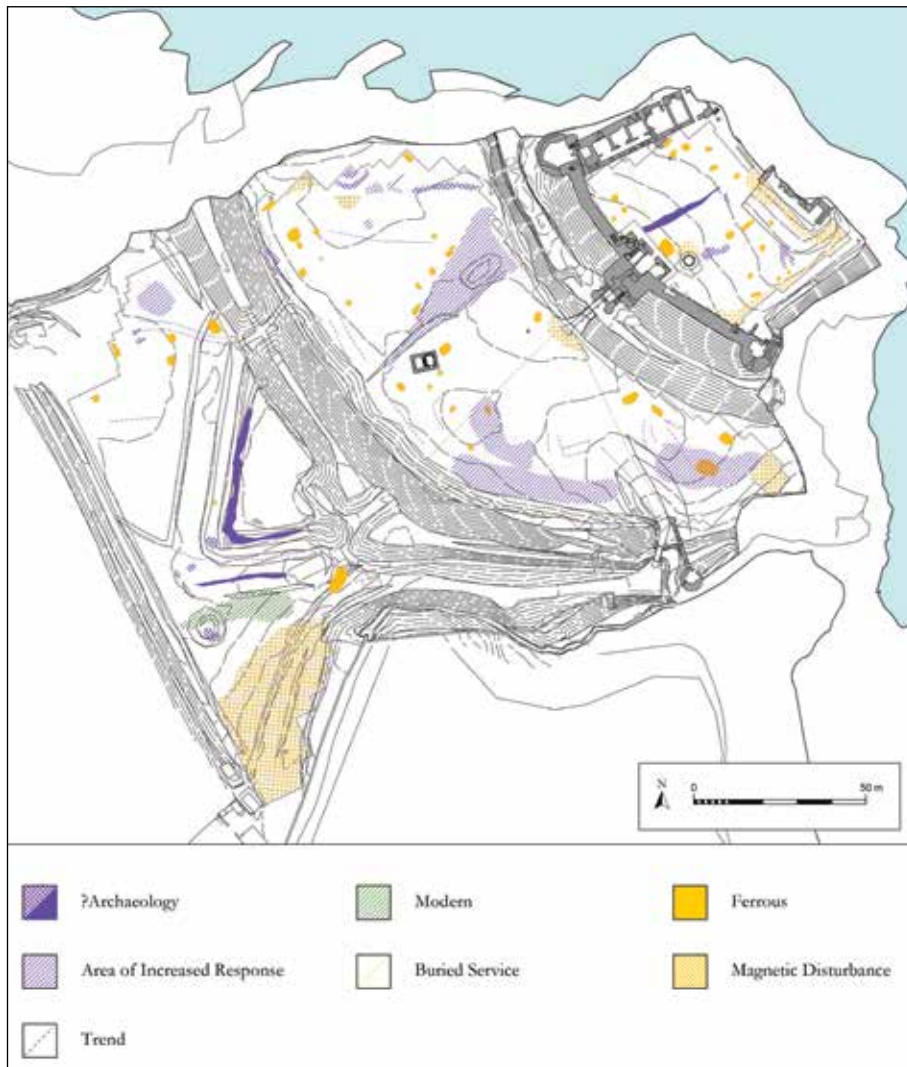 N
0 50 m
?Archaeology Modern Ferrous
Area of Increased Response Buried Service Magnetic Disturbance
Trend